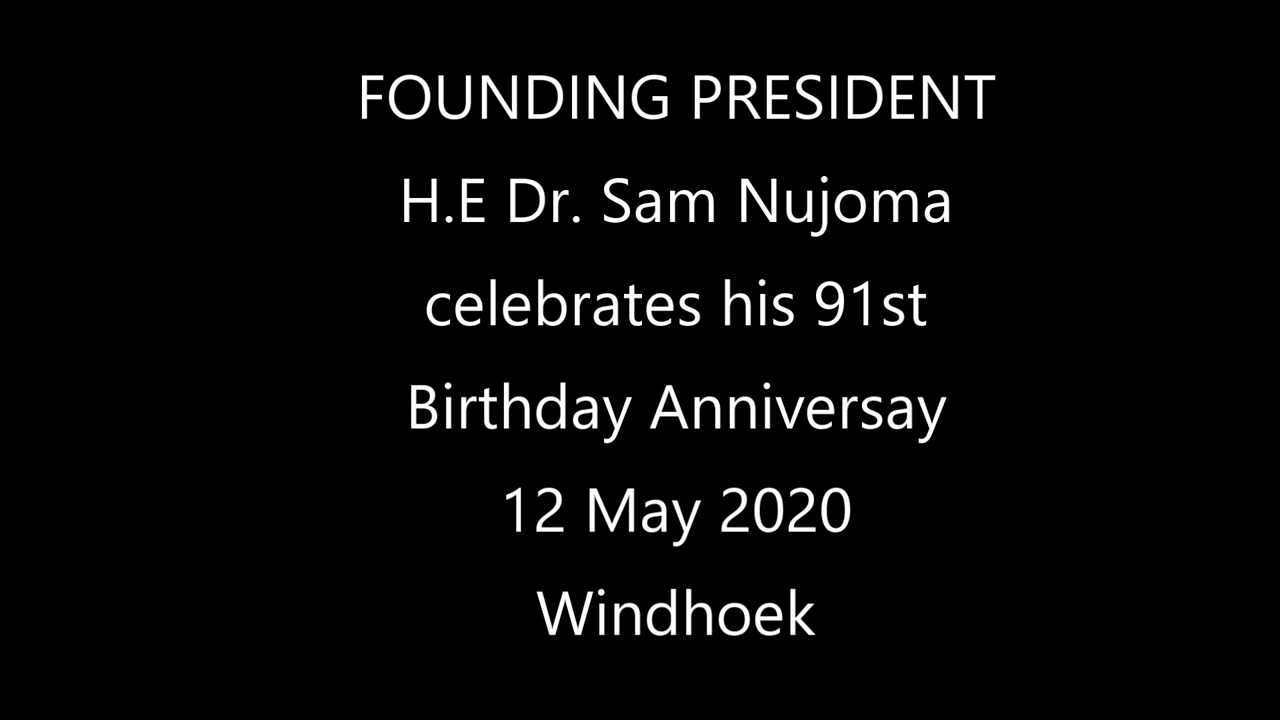 FOUNDING PRESIDENT
H.E Dr. Sam Nujoma
celebrates his 91st
Birthday Anniversay
12 May 2020
Windhoek